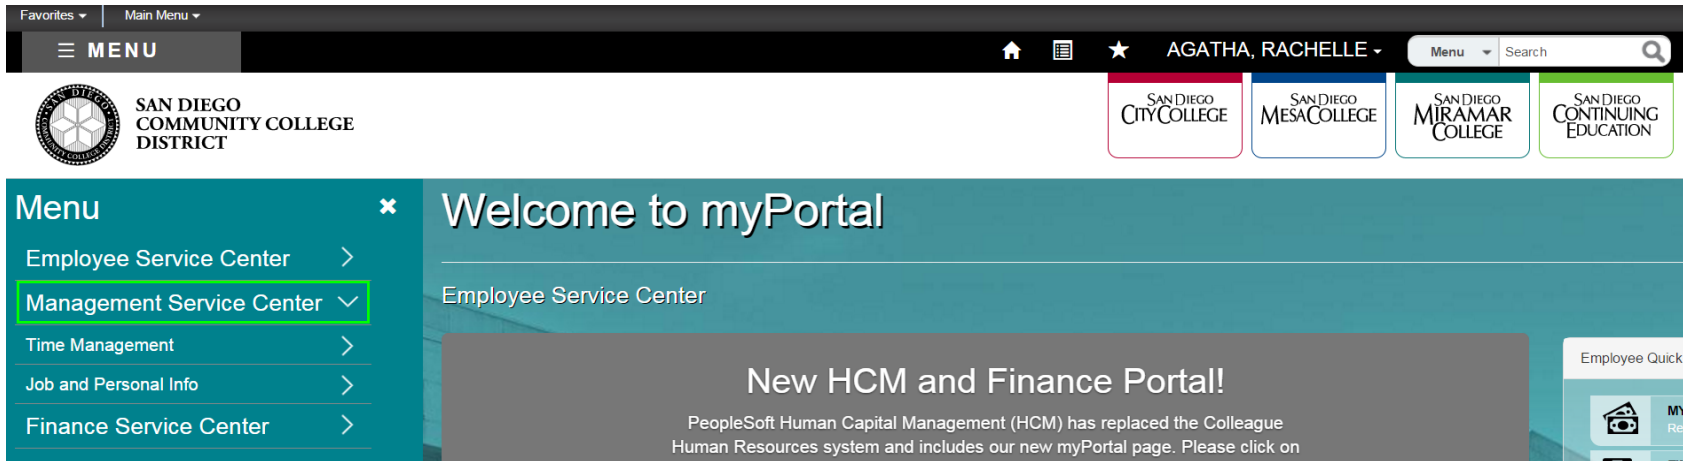 Favorites Main Menu
MENU AGATHA, RACHELLE Menu Search
SAN DIEGO
COMMUNITY COLLEGE
DISTRICT
SAN DIEGO
CITY COLLEGE
SAN DIEGO
MESA COLLEGE
SAN DIEGO
MIRAMAR
COLLEGE
SAN DIEGO
CONTINUING
EDUCATION
Menu
Employee Service Center
Management Service Center
Time Management
Job and Personal Info
Finance Service Center
Welcome to myPortal
Employee Service Center
New HCM and Finance Portal!
PeopleSoft Human Capital Management (HCM) has replaced the Colleague
Human Resources system and includes our new myPortal page. Please click on
Employee Quick
MY
Re